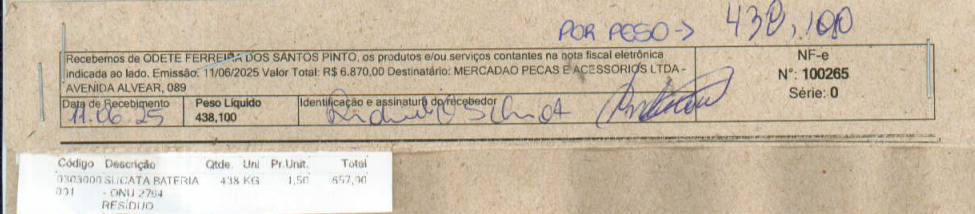 POR PESO -> 438,100
Recebemos de ODETE FERREIRA DOS SANTOS PINTO, os produtos e/ou serviços contantes na nota fiscal eletrônica
indicada ao lado. Emissão: 11/06/2025 Valor Total: R$ 6.870,00 Destinatário: MERCADAO PECAS E ACESSORIOS LTDA -
AVENIDA ALVEAR, 089
NF-e
N°: 100265
Série: 0
Data de Recebimento
11.06.25
Peso Líquido
438,100
Identificação e assinatura do recebedor
Código Descrição Qtde. Uni Pr.Unit. Total
0303000 SUCATA BATERIA 438 KG 1,50 657,00
001 - ONU 2794
RESÍDUO